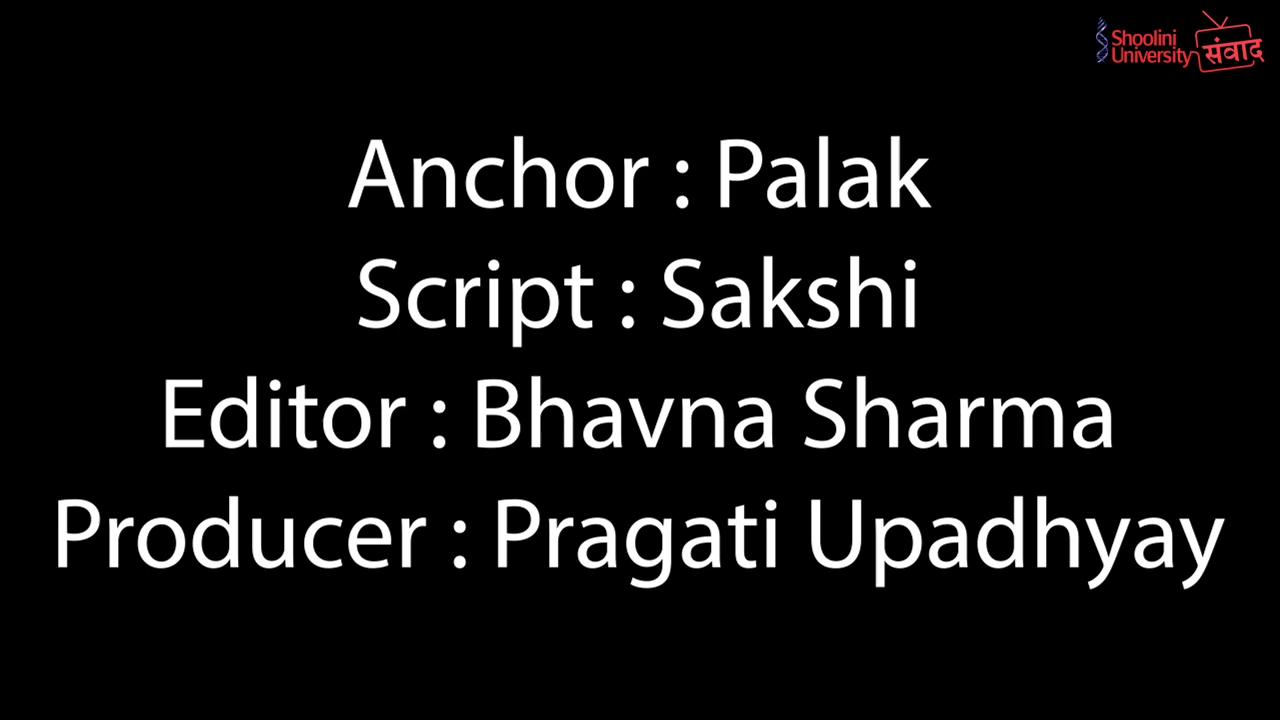 Shoolini
University
संवाद
Anchor : Palak
Script : Sakshi
Editor : Bhavna Sharma
Producer : Pragati Upadhyay